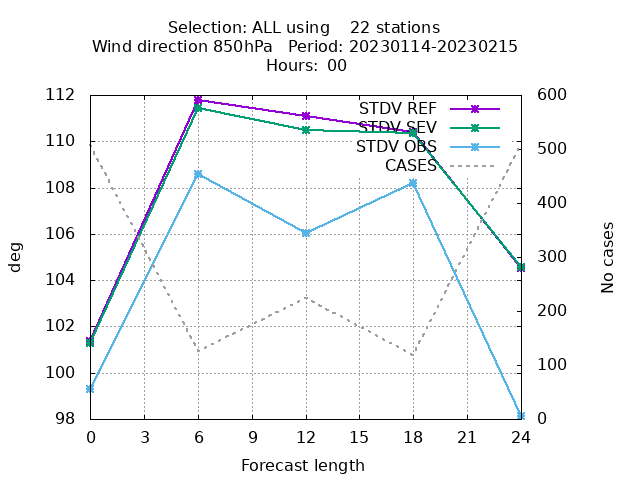 Selection: ALL using 22 stations
Wind direction 850hPa Period: 20230114-20230215
Hours: 00
112
110
108
106
104
102
100
98
deg
600
500
400
300
200
100
0
No cases
STDV REF
STDV SEV
STDV OBS
CASES
0 3 6 9 12 15 18 21 24
Forecast length